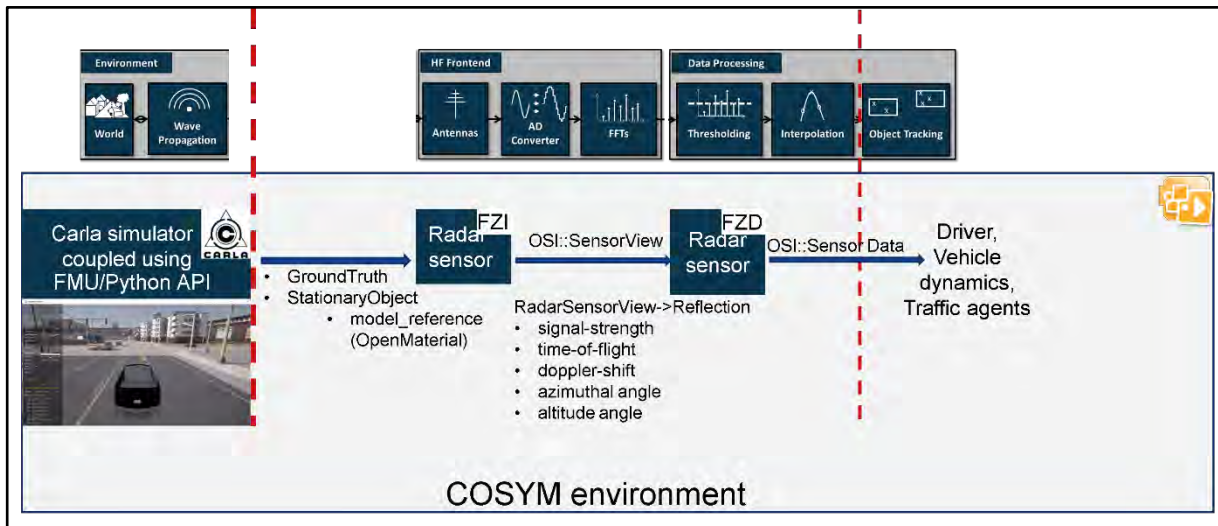 Environment
World
Wave
Propagation
HF Frontend
Antennas
AD
Converter
FFTs
Data Processing
Thresholding
Interpolation
Object Tracking
Carla simulator
coupled using
FMU/Python API
CARLA
• GroundTruth
• StationaryObject
• model_reference
(OpenMaterial)
FZI
Radar
sensor
OSI::SensorView
RadarSensorView->Reflection
• signal-strength
• time-of-flight
• doppler-shift
• azimuthal angle
• altitude angle
FZD
Radar
sensor
OSI::Sensor Data
Driver,
Vehicle
dynamics,
Traffic agents
COSYM environment